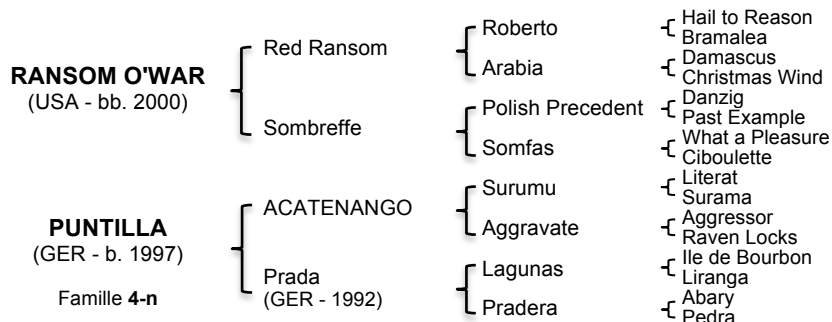 RANSOM O'WAR
(USA - bb. 2000)
Red Ransom
Sombreffe
Roberto
Arabia
Polish Precedent
Somfas
Hail to Reason
Bramalea
Damascus
Christmas Wind
Danzig
Past Example
What a Pleasure
Ciboulette
PUNTILLA
(GER - b. 1997)
Famille 4-n
ACATENANGO
Prada
(GER - 1992)
Surumu
Aggravate
Lagunas
Pradera
Literat
Surama
Aggressor
Raven Locks
Ile de Bourbon
Liranga
Abary
Pedra